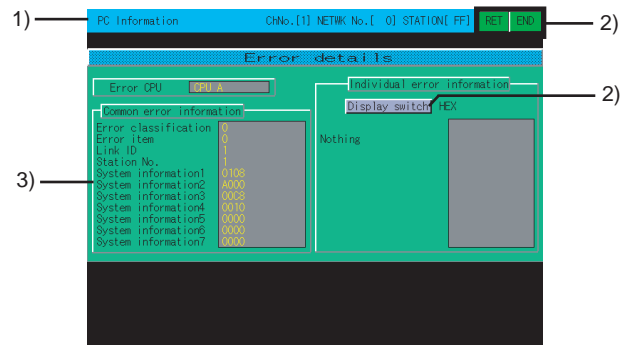 1)
PC Information ChNo.[1] NETWK No.[ 0] STATION[ FF] RET END
2)
Error details
Error CPU CPU A
Individual error information
Display switch HEX
2)
Common error information
Error classification 0
Error item 0
Link ID 1
Station No. 1
System information1 0108
System information2 A000
System information3 00C8
System information4 0010
System information5 0000
System information6 0000
System information7 0000
Nothing
3)